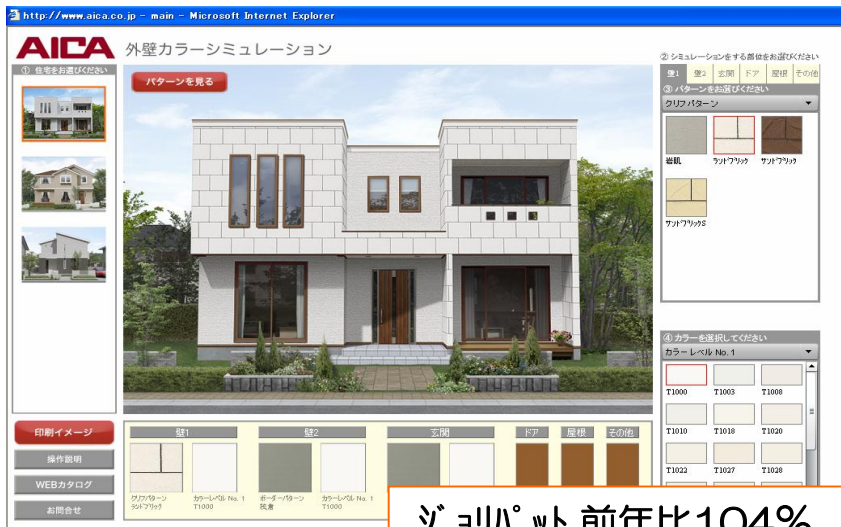 http://www.aica.co.jp - main - Microsoft Internet Explorer
AICA 外壁カラーシミュレーション
① 住宅をお選びください
パターンを見る
② シミュレーションをする部位をお選びください
壁1 壁2 玄関 ドア 屋根 その他
③ パターンをお選びください
クリフパターン
岩肌 ランドブリック サンドブリック
サンドブリックS
④ カラーを選択してください
カラーレベル No. 1
T1000 T1003 T1008
T1010 T1018 T1020
T1022 T1027 T1028
印刷イメージ
操作説明
WEBカタログ
お問合せ
壁1 壁2 玄関 ドア 屋根 その他
クリフパターン
ランドブリック
カラーレベル No. 1
T1000
ボーダーパターン
校倉
カラーレベル No. 1
T1000
ジョリパット 前年比104%